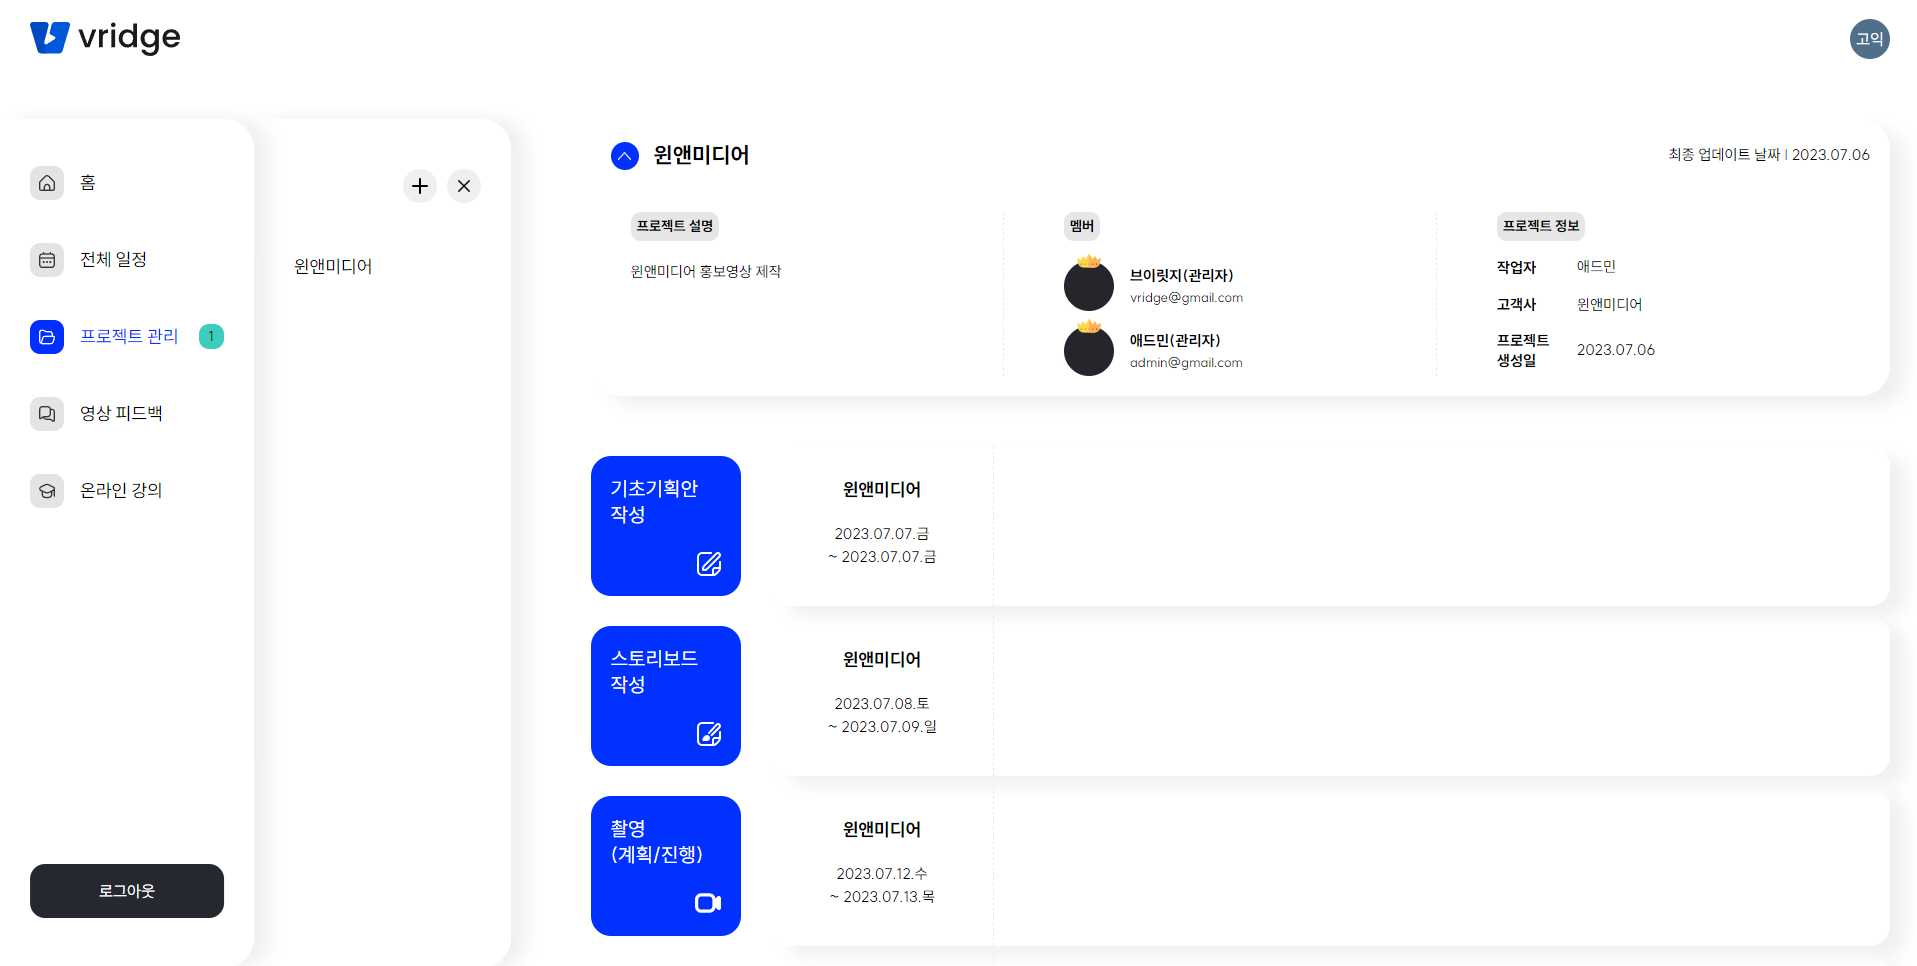 vridge
고익
홈
전체 일정
프로젝트 관리
1
영상 피드백
온라인 강의
로그아웃
윈앤미디어
윈앤미디어
최종 업데이트 날짜 | 2023.07.06
프로젝트 설명
윈앤미디어 홍보영상 제작
멤버
브이릿지(관리자)
vridge@gmail.com
애드민(관리자)
admin@gmail.com
프로젝트 정보
작업자 애드민
고객사 윈앤미디어
프로젝트
생성일
2023.07.06
기초기획안
작성
윈앤미디어
2023.07.07.금
~ 2023.07.07.금
스토리보드
작성
윈앤미디어
2023.07.08.토
~ 2023.07.09.일
촬영
(계획/진행)
윈앤미디어
2023.07.12.수
~ 2023.07.13.목